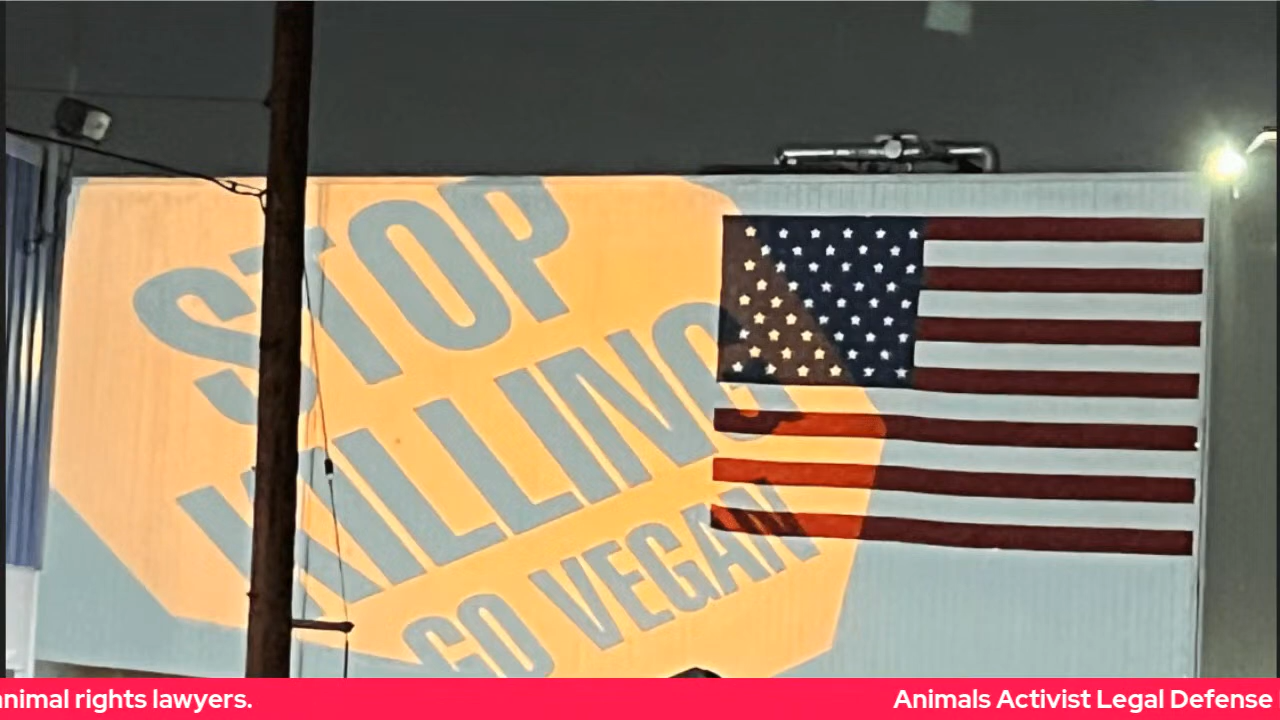 STOP
KILLING
GO VEGAN
animal rights lawyers.
Animals Activist Legal Defense